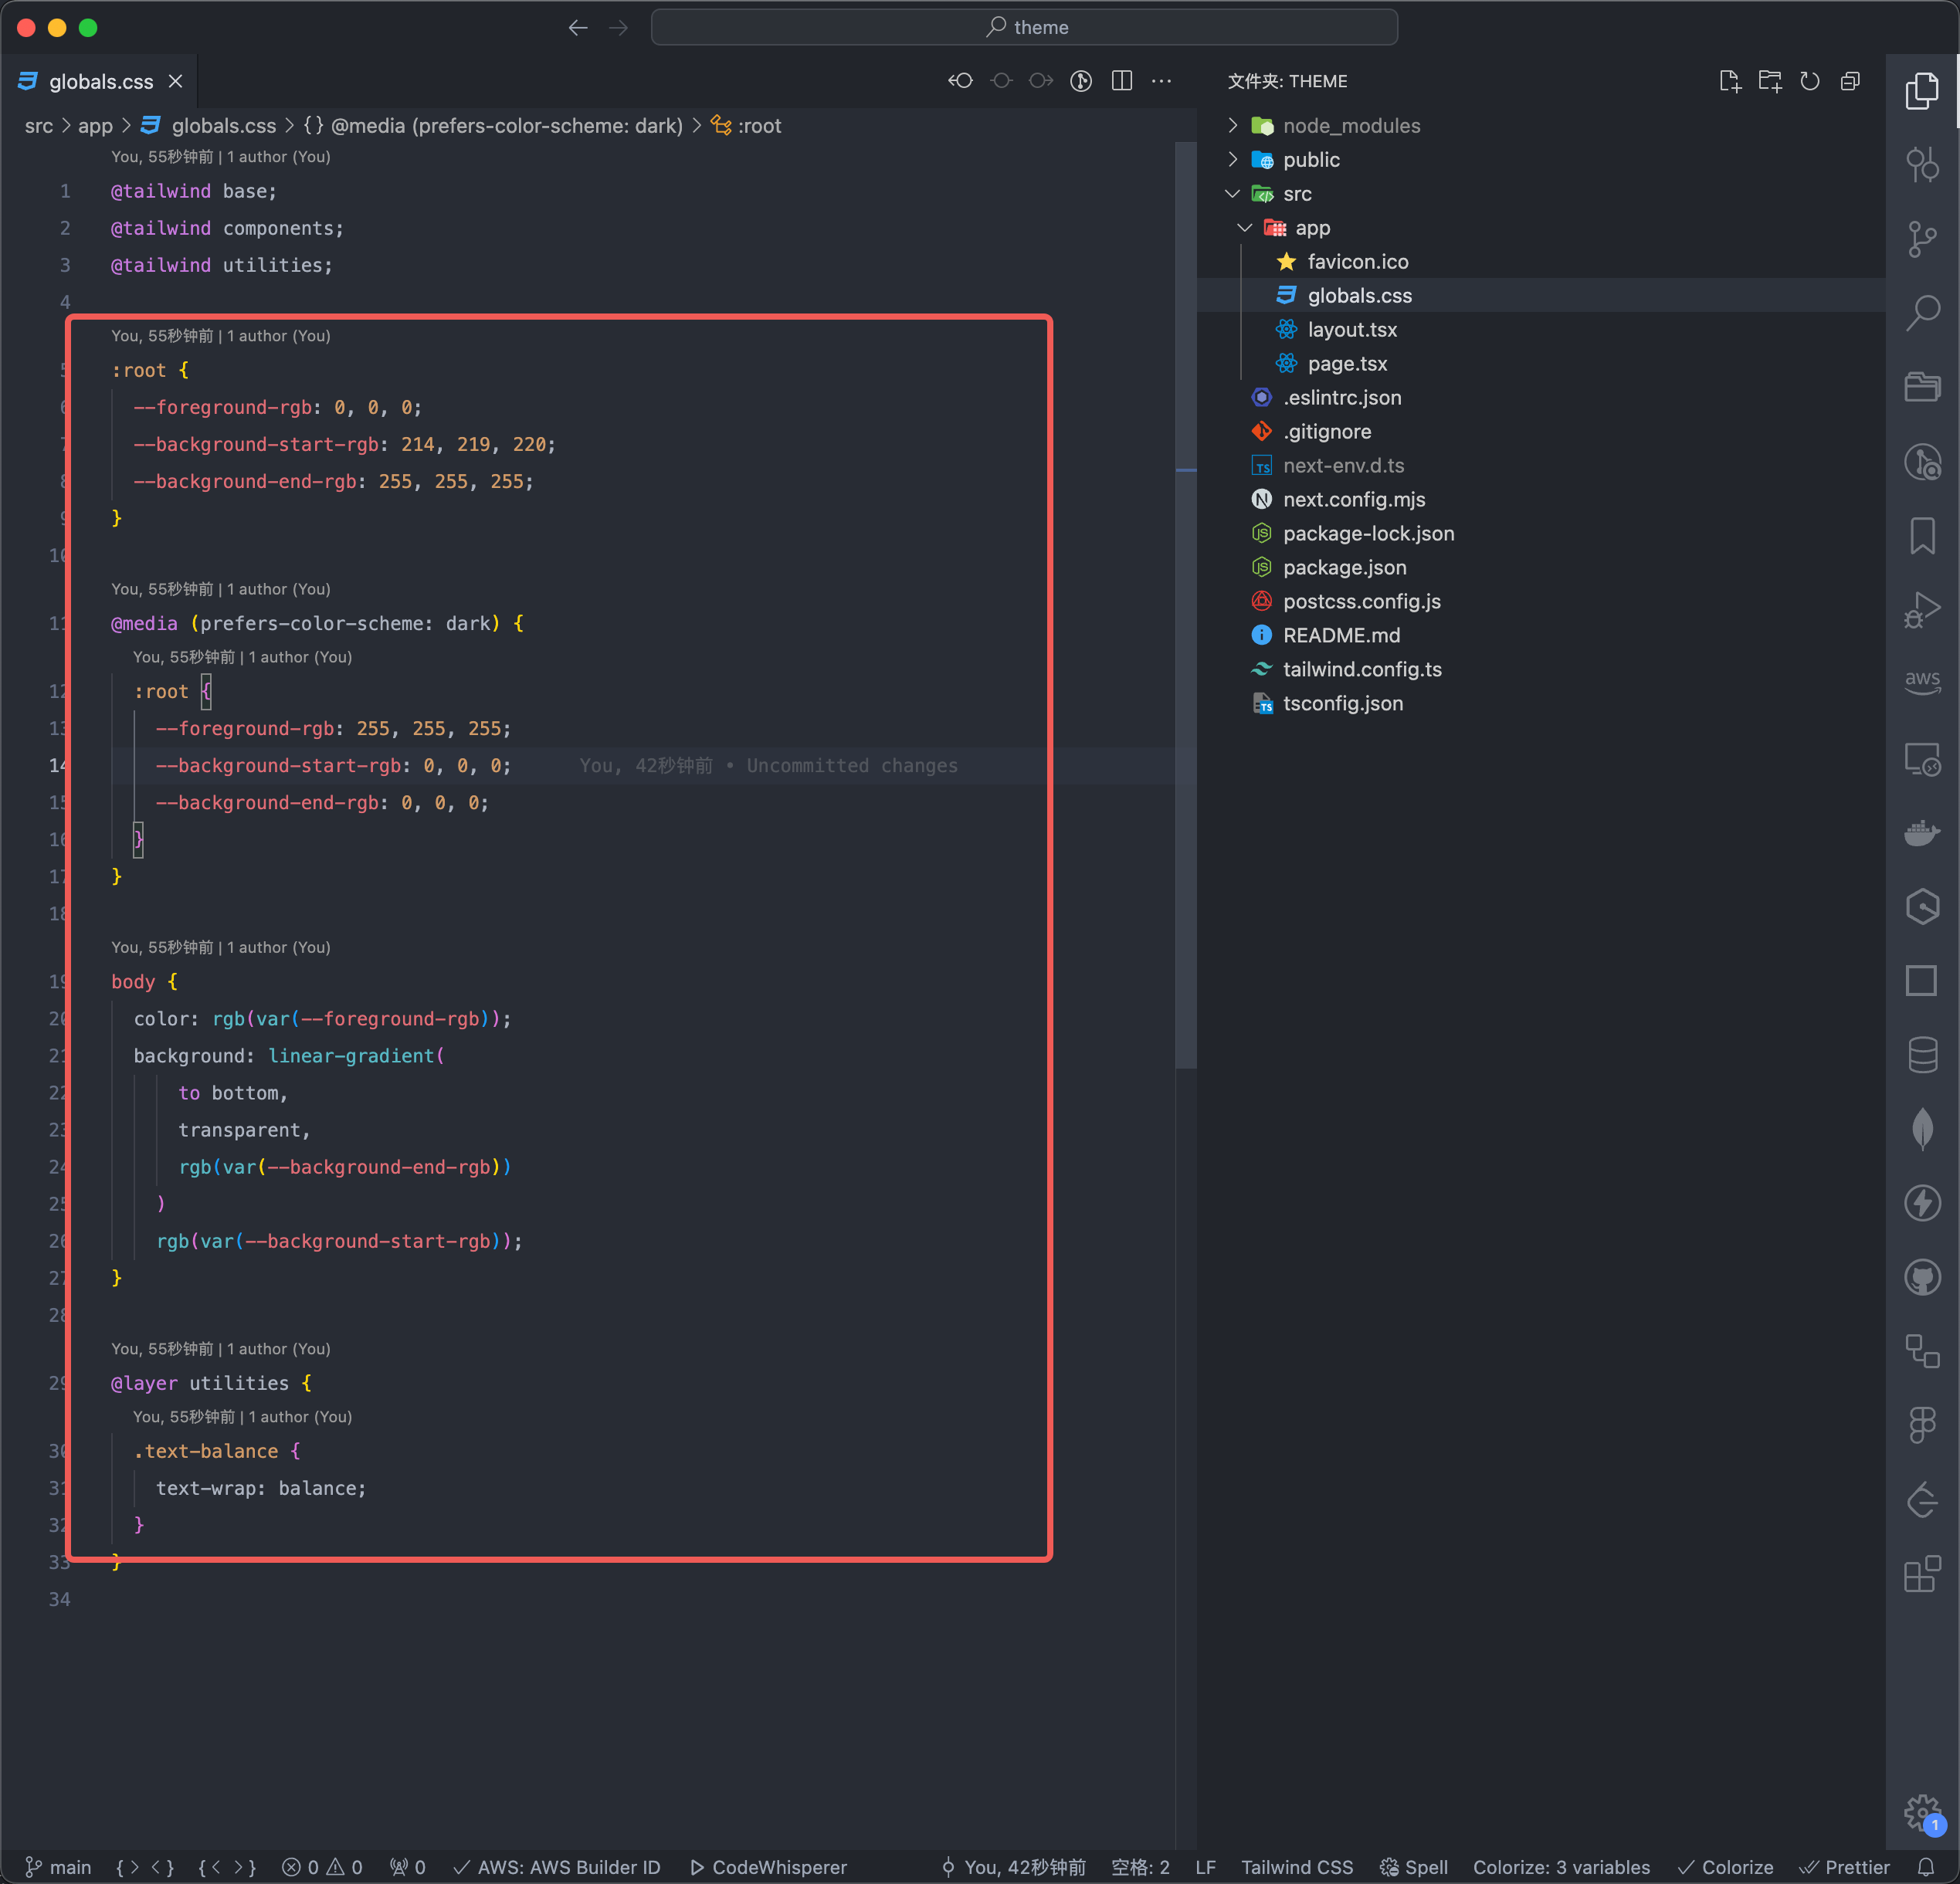 theme
globals.css
src > app > globals.css > {} @media (prefers-color-scheme: dark) > :root
You, 55秒钟前 | 1 author (You)
1 @tailwind base;
2 @tailwind components;
3 @tailwind utilities;
4
You, 55秒钟前 | 1 author (You)
5 :root {
6 --foreground-rgb: 0, 0, 0;
7 --background-start-rgb: 214, 219, 220;
8 --background-end-rgb: 255, 255, 255;
9 }
10
You, 55秒钟前 | 1 author (You)
11 @media (prefers-color-scheme: dark) {
You, 55秒钟前 | 1 author (You)
12 :root {
13 --foreground-rgb: 255, 255, 255;
14 --background-start-rgb: 0, 0, 0; You, 42秒钟前 • Uncommitted changes
15 --background-end-rgb: 0, 0, 0;
16 }
17 }
18
You, 55秒钟前 | 1 author (You)
19 body {
20 color: rgb(var(--foreground-rgb));
21 background: linear-gradient(
22 to bottom,
23 transparent,
24 rgb(var(--background-end-rgb))
25 )
26 rgb(var(--background-start-rgb));
27 }
28
You, 55秒钟前 | 1 author (You)
29 @layer utilities {
You, 55秒钟前 | 1 author (You)
30 .text-balance {
31 text-wrap: balance;
32 }
33 }
34
文件夹: THEME
node_modules
public
src
app
favicon.ico
globals.css
layout.tsx
page.tsx
.eslintrc.json
.gitignore
next-env.d.ts
next.config.mjs
package-lock.json
package.json
postcss.config.js
README.md
tailwind.config.ts
tsconfig.json
aws
1
main {> <} {< >} 0 0 0 AWS: AWS Builder ID CodeWhisperer You, 42秒钟前 空格: 2 LF Tailwind CSS Spell Colorize: 3 variables Colorize Prettier